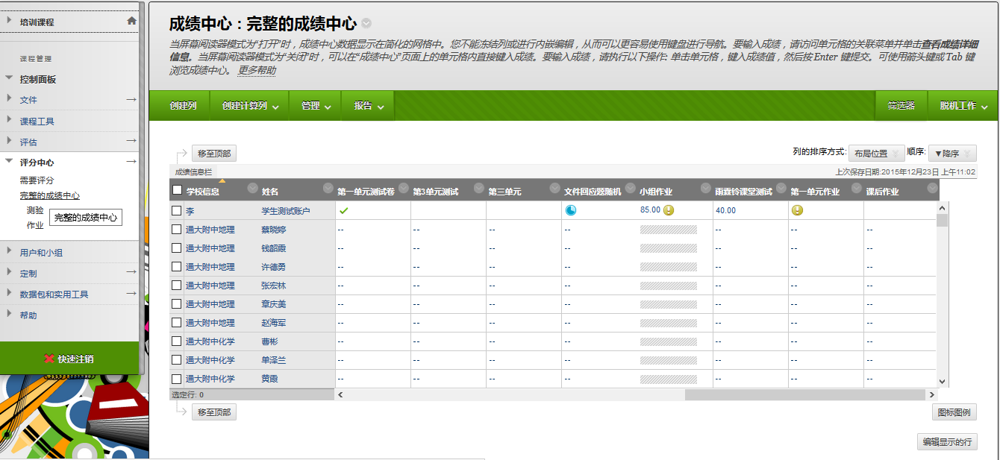 培训课程
课程管理
控制面板
文件
课程工具
评估
评分中心
需要评分
完整的成绩中心
测验
作业
完整的成绩中心
用户和小组
定制
数据包和实用工具
帮助
快速注销
成绩中心 : 完整的成绩中心
当屏幕阅读器模式为“打开”时，成绩中心数据显示在简化的网格中。您不能冻结列或进行内嵌编辑，从而可以更容易使用键盘进行导航。要输入成绩，请访问单元格的关联菜单并单击查看成绩详细
信息。当屏幕阅读器模式为“关闭”时，可以在“成绩中心”页面上的单元格内直接键入成绩。要输入成绩，请执行以下操作: 单击单元格，键入成绩值，然后按 Enter 键提交。可使用箭头键或 Tab 键
浏览成绩中心。 更多帮助
创建列 创建计算列 管理 报告 筛选器 脱机工作
移至顶部 列的排序方式: 布局位置 顺序: ▼降序
成绩信息栏 上次保存日期:2015年12月23日 上午11:02
学校信息 姓名 第一单元测试卷 第3单元测试 第三单元 文件回应题随机 小组作业 雨霖铃课堂测试 第一单元作业 课后作业
李 学生测试账户 85.00 40.00
通大附中地理 蔡晓婷 -- -- -- -- -- -- --
通大附中地理 钱韶霞 -- -- -- -- -- -- --
通大附中地理 许德勇 -- -- -- -- -- -- --
通大附中地理 张宏林 -- -- -- -- -- -- --
通大附中地理 章庆美 -- -- -- -- -- -- --
通大附中地理 赵海军 -- -- -- -- -- -- --
通大附中化学 曹彬 -- -- -- -- -- -- --
通大附中化学 单泽兰 -- -- -- -- -- -- --
通大附中化学 黄霞 -- -- -- -- -- -- --
选定行: 0
移至顶部 图标图例
编辑显示的行